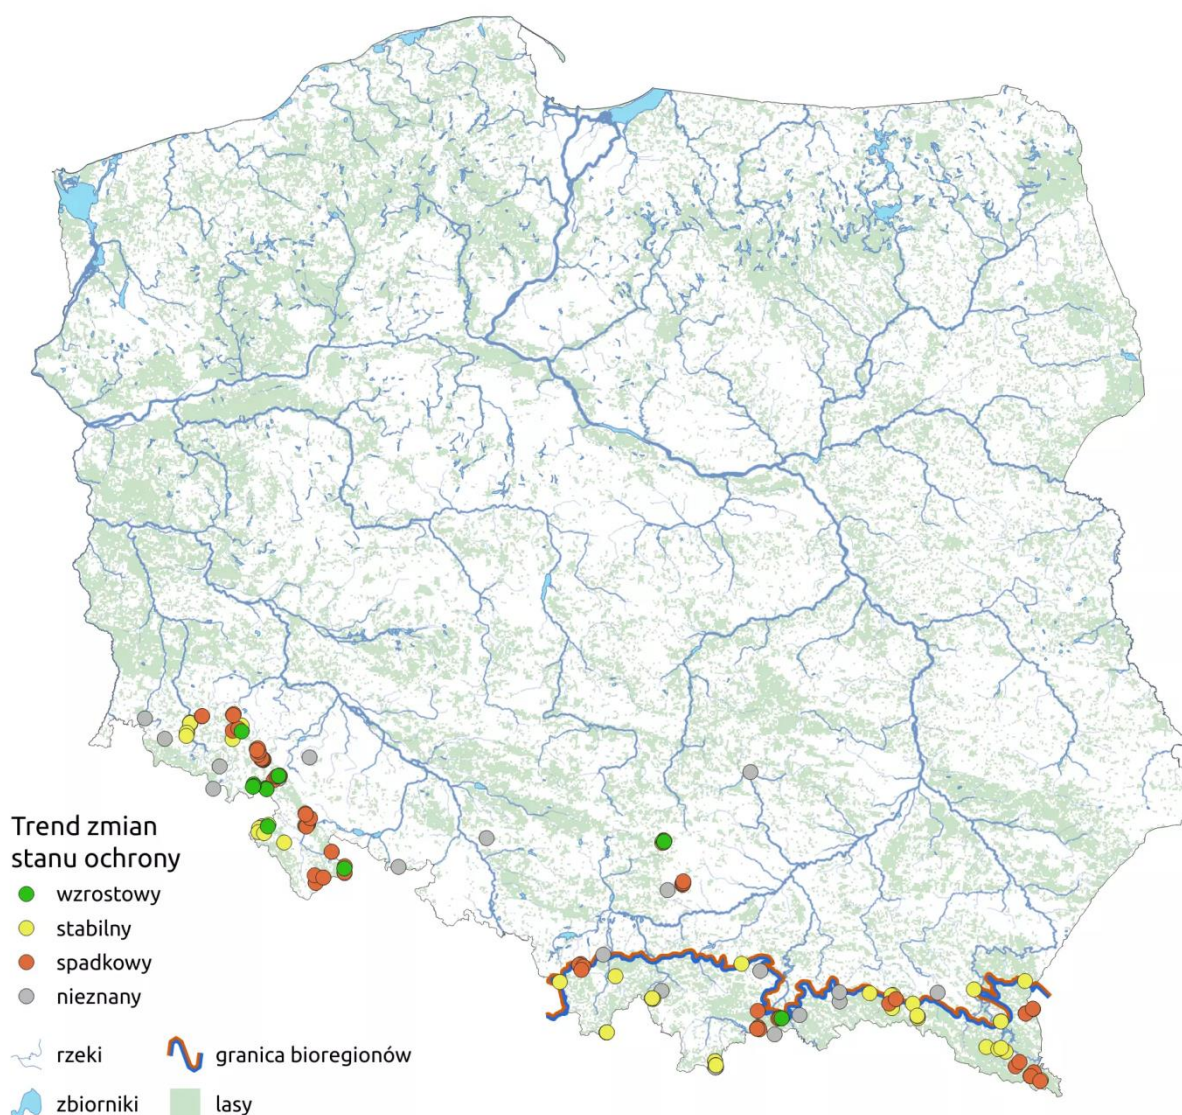 Trend zmian
stanu ochrony
wzrostowy
stabilny
spadkowy
nieznany
rzeki
granica bioregionów
zbiorniki
lasy